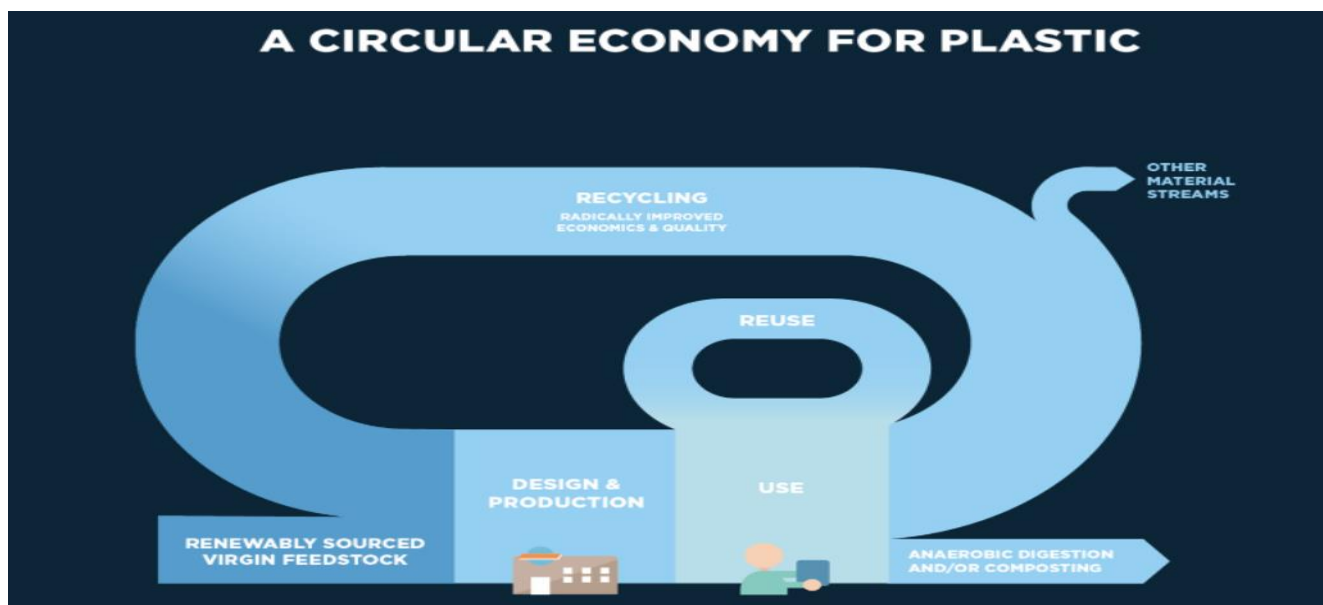 A CIRCULAR ECONOMY FOR PLASTIC
OTHER
MATERIAL
STREAMS
RECYCLING
RADICALLY IMPROVED
ECONOMICS & QUALITY
REUSE
DESIGN &
PRODUCTION
USE
RENEWABLY SOURCED
VIRGIN FEEDSTOCK
ANAEROBIC DIGESTION
AND/OR COMPOSTING